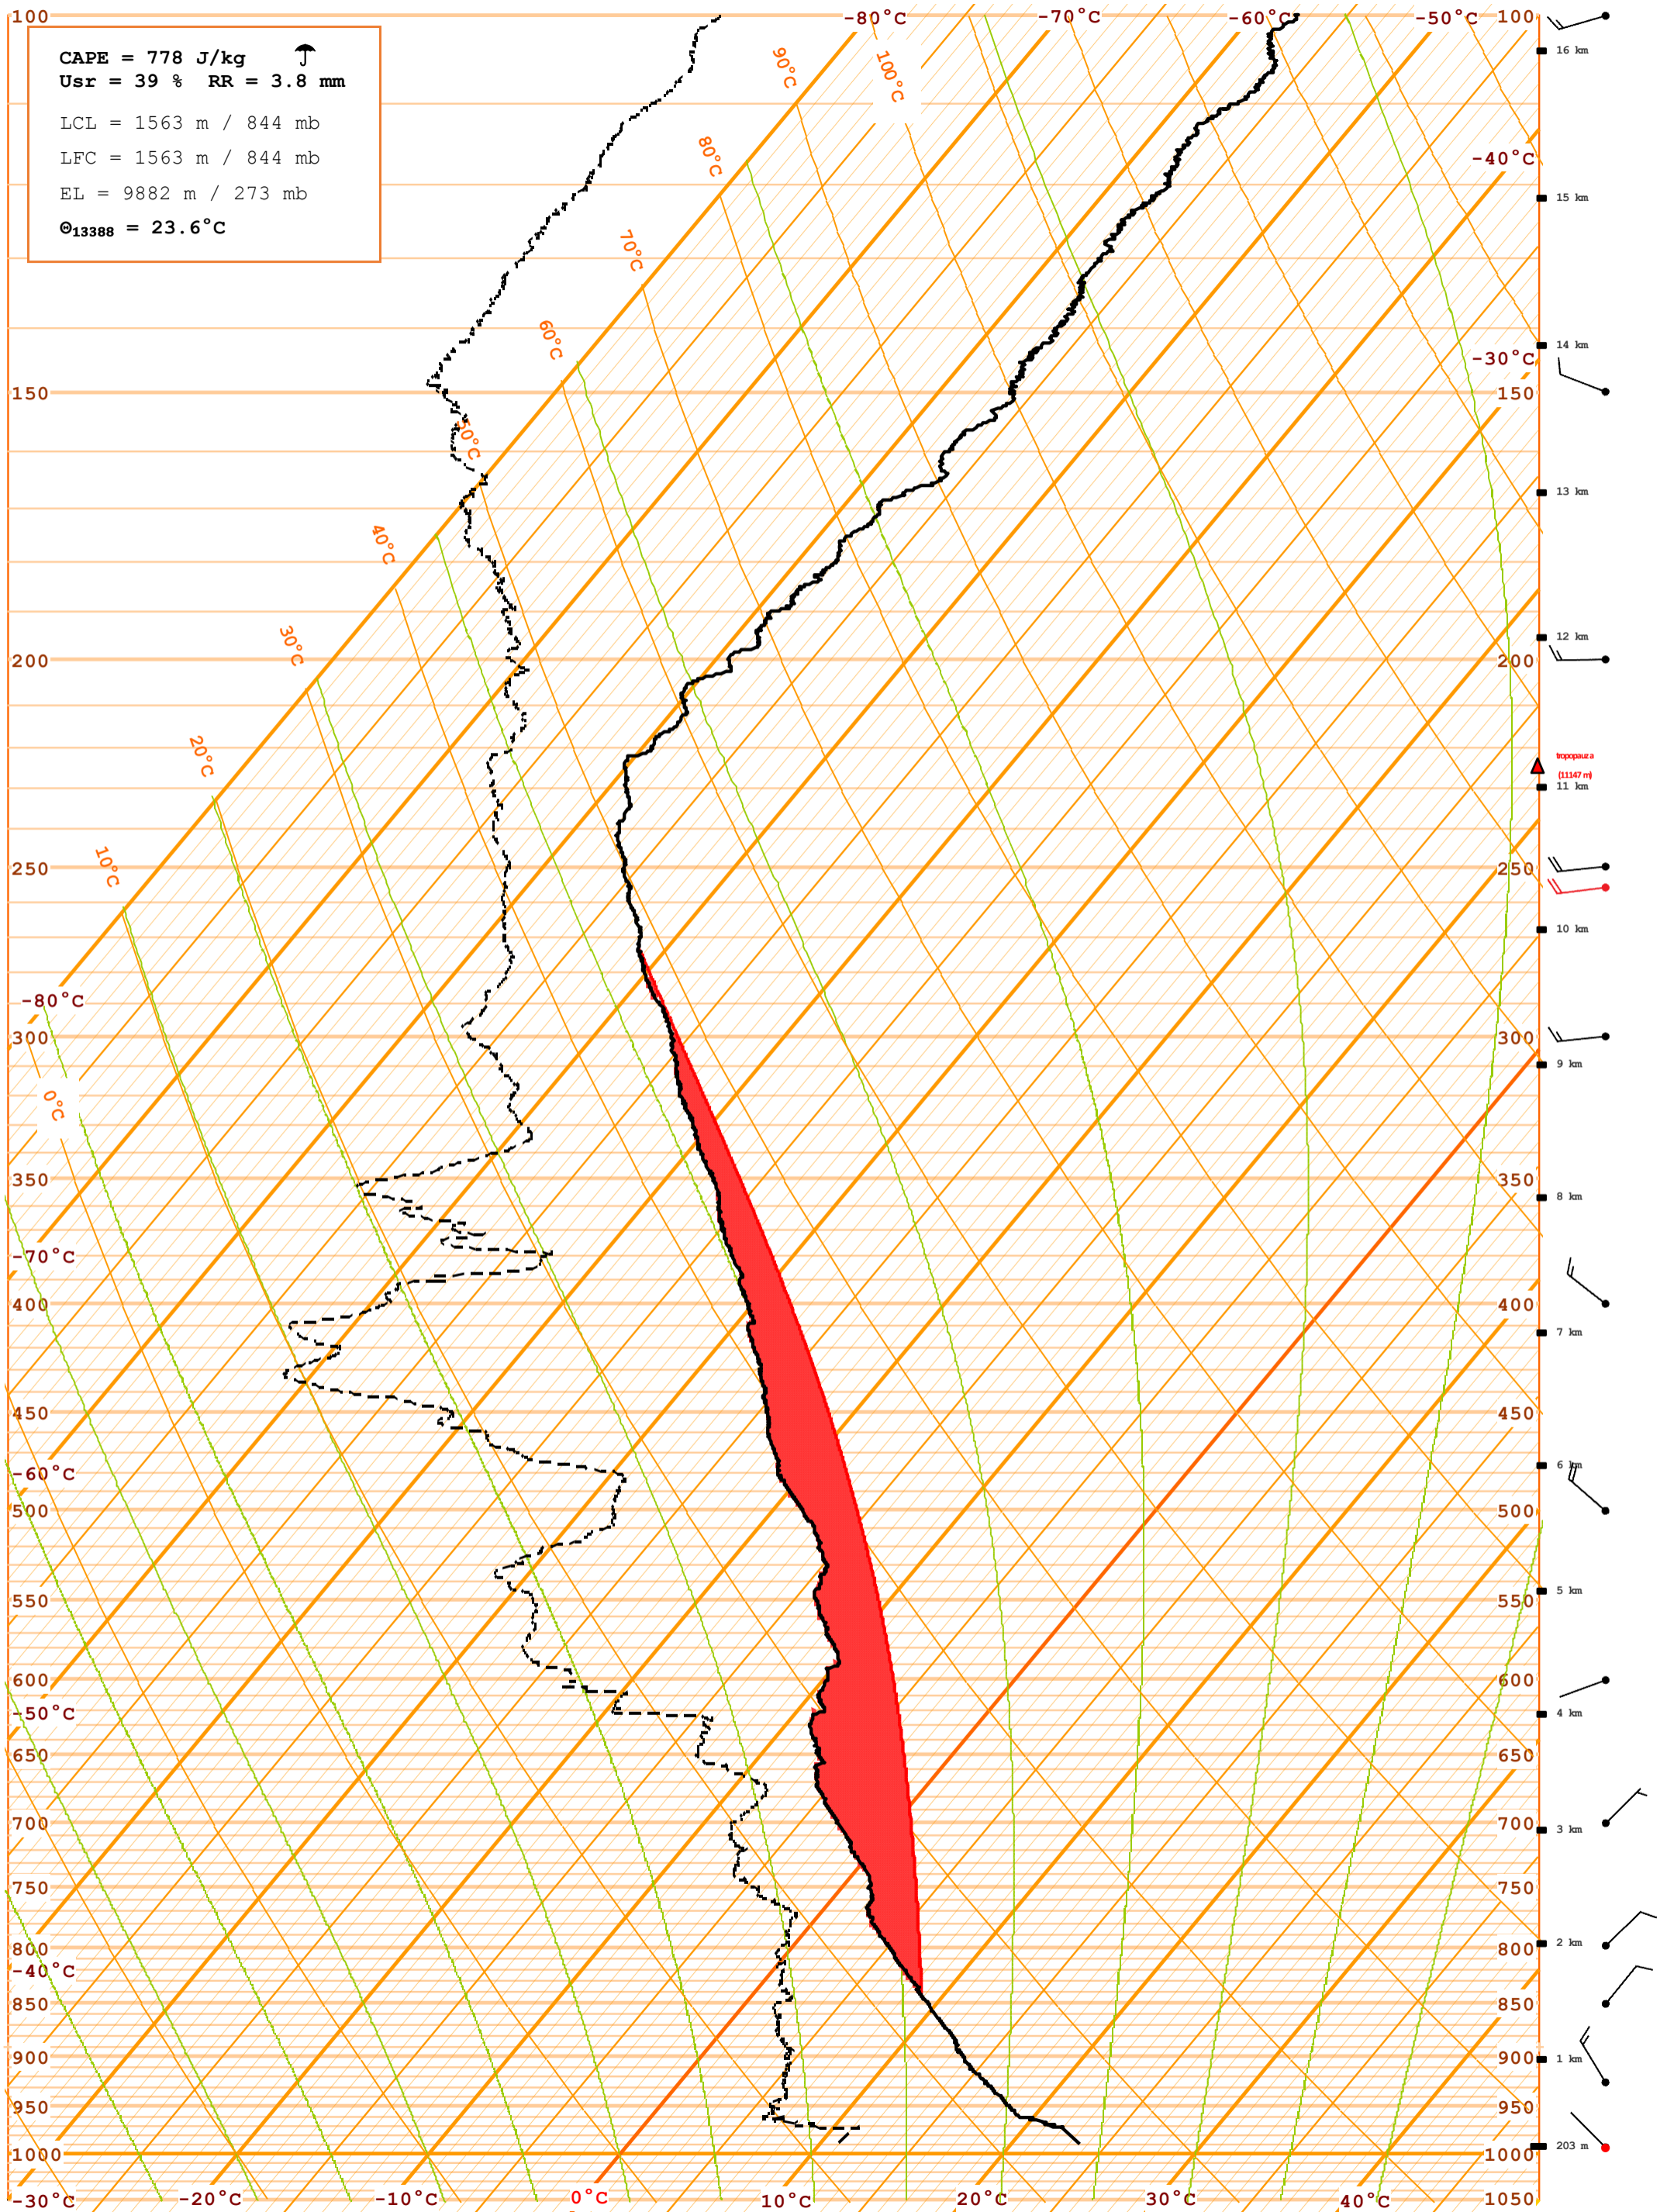 100 -80°C -70°C -60°C -50°C 100
CAPE = 778 J/kg
Usr = 39 % RR = 3.8 mm
LCL = 1563 m / 844 mb
LFC = 1563 m / 844 mb
EL = 9882 m / 273 mb
Θ13388 = 23.6°C
90°C 100°C
16 km
80°C
-40°C
15 km
70°C
60°C
14 km
-30°C
150 150
50°C
13 km
40°C
30°C
12 km
200 200
20°C
tropopauza
(11147 m)
11 km
10°C
250 250
10 km
-80°C
300 300
9 km
0°C
350 350
8 km
-70°C
400 400
7 km
450 450
6 km
-60°C
500 500
5 km
550 550
600 600
-50°C
4 km
650 650
700 700
3 km
750 750
800 800
2 km
-40°C
850 850
900 900
1 km
950 950
1000 1000
203 m
-30°C -20°C -10°C 0°C 10°C 20°C 30°C 40°C 1050